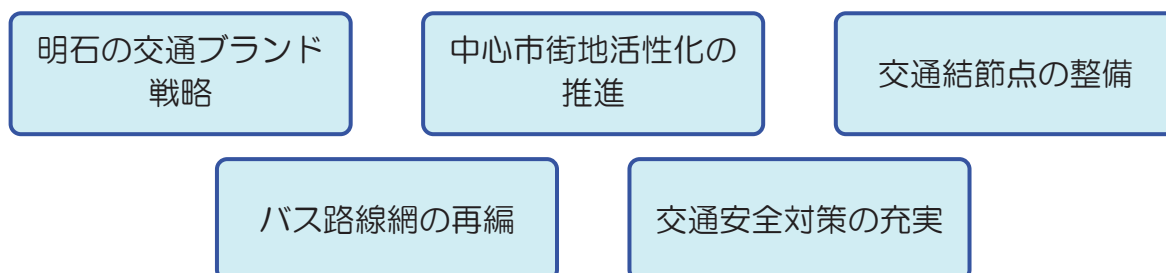 明石の交通ブランド
戦略
中心市街地活性化の
推進
交通結節点の整備
バス路線網の再編
交通安全対策の充実